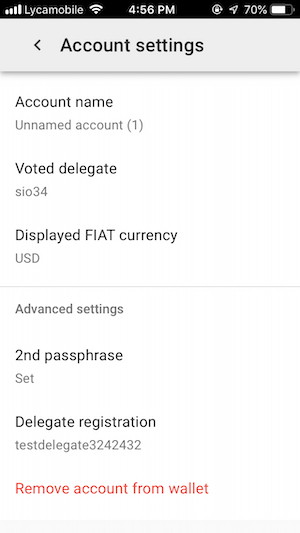 Lycamobile 4:56 PM 70%
Account settings
Account name
Unnamed account (1)
Voted delegate
sio34
Displayed FIAT currency
USD
Advanced settings
2nd passphrase
Set
Delegate registration
testdelegate3242432
Remove account from wallet